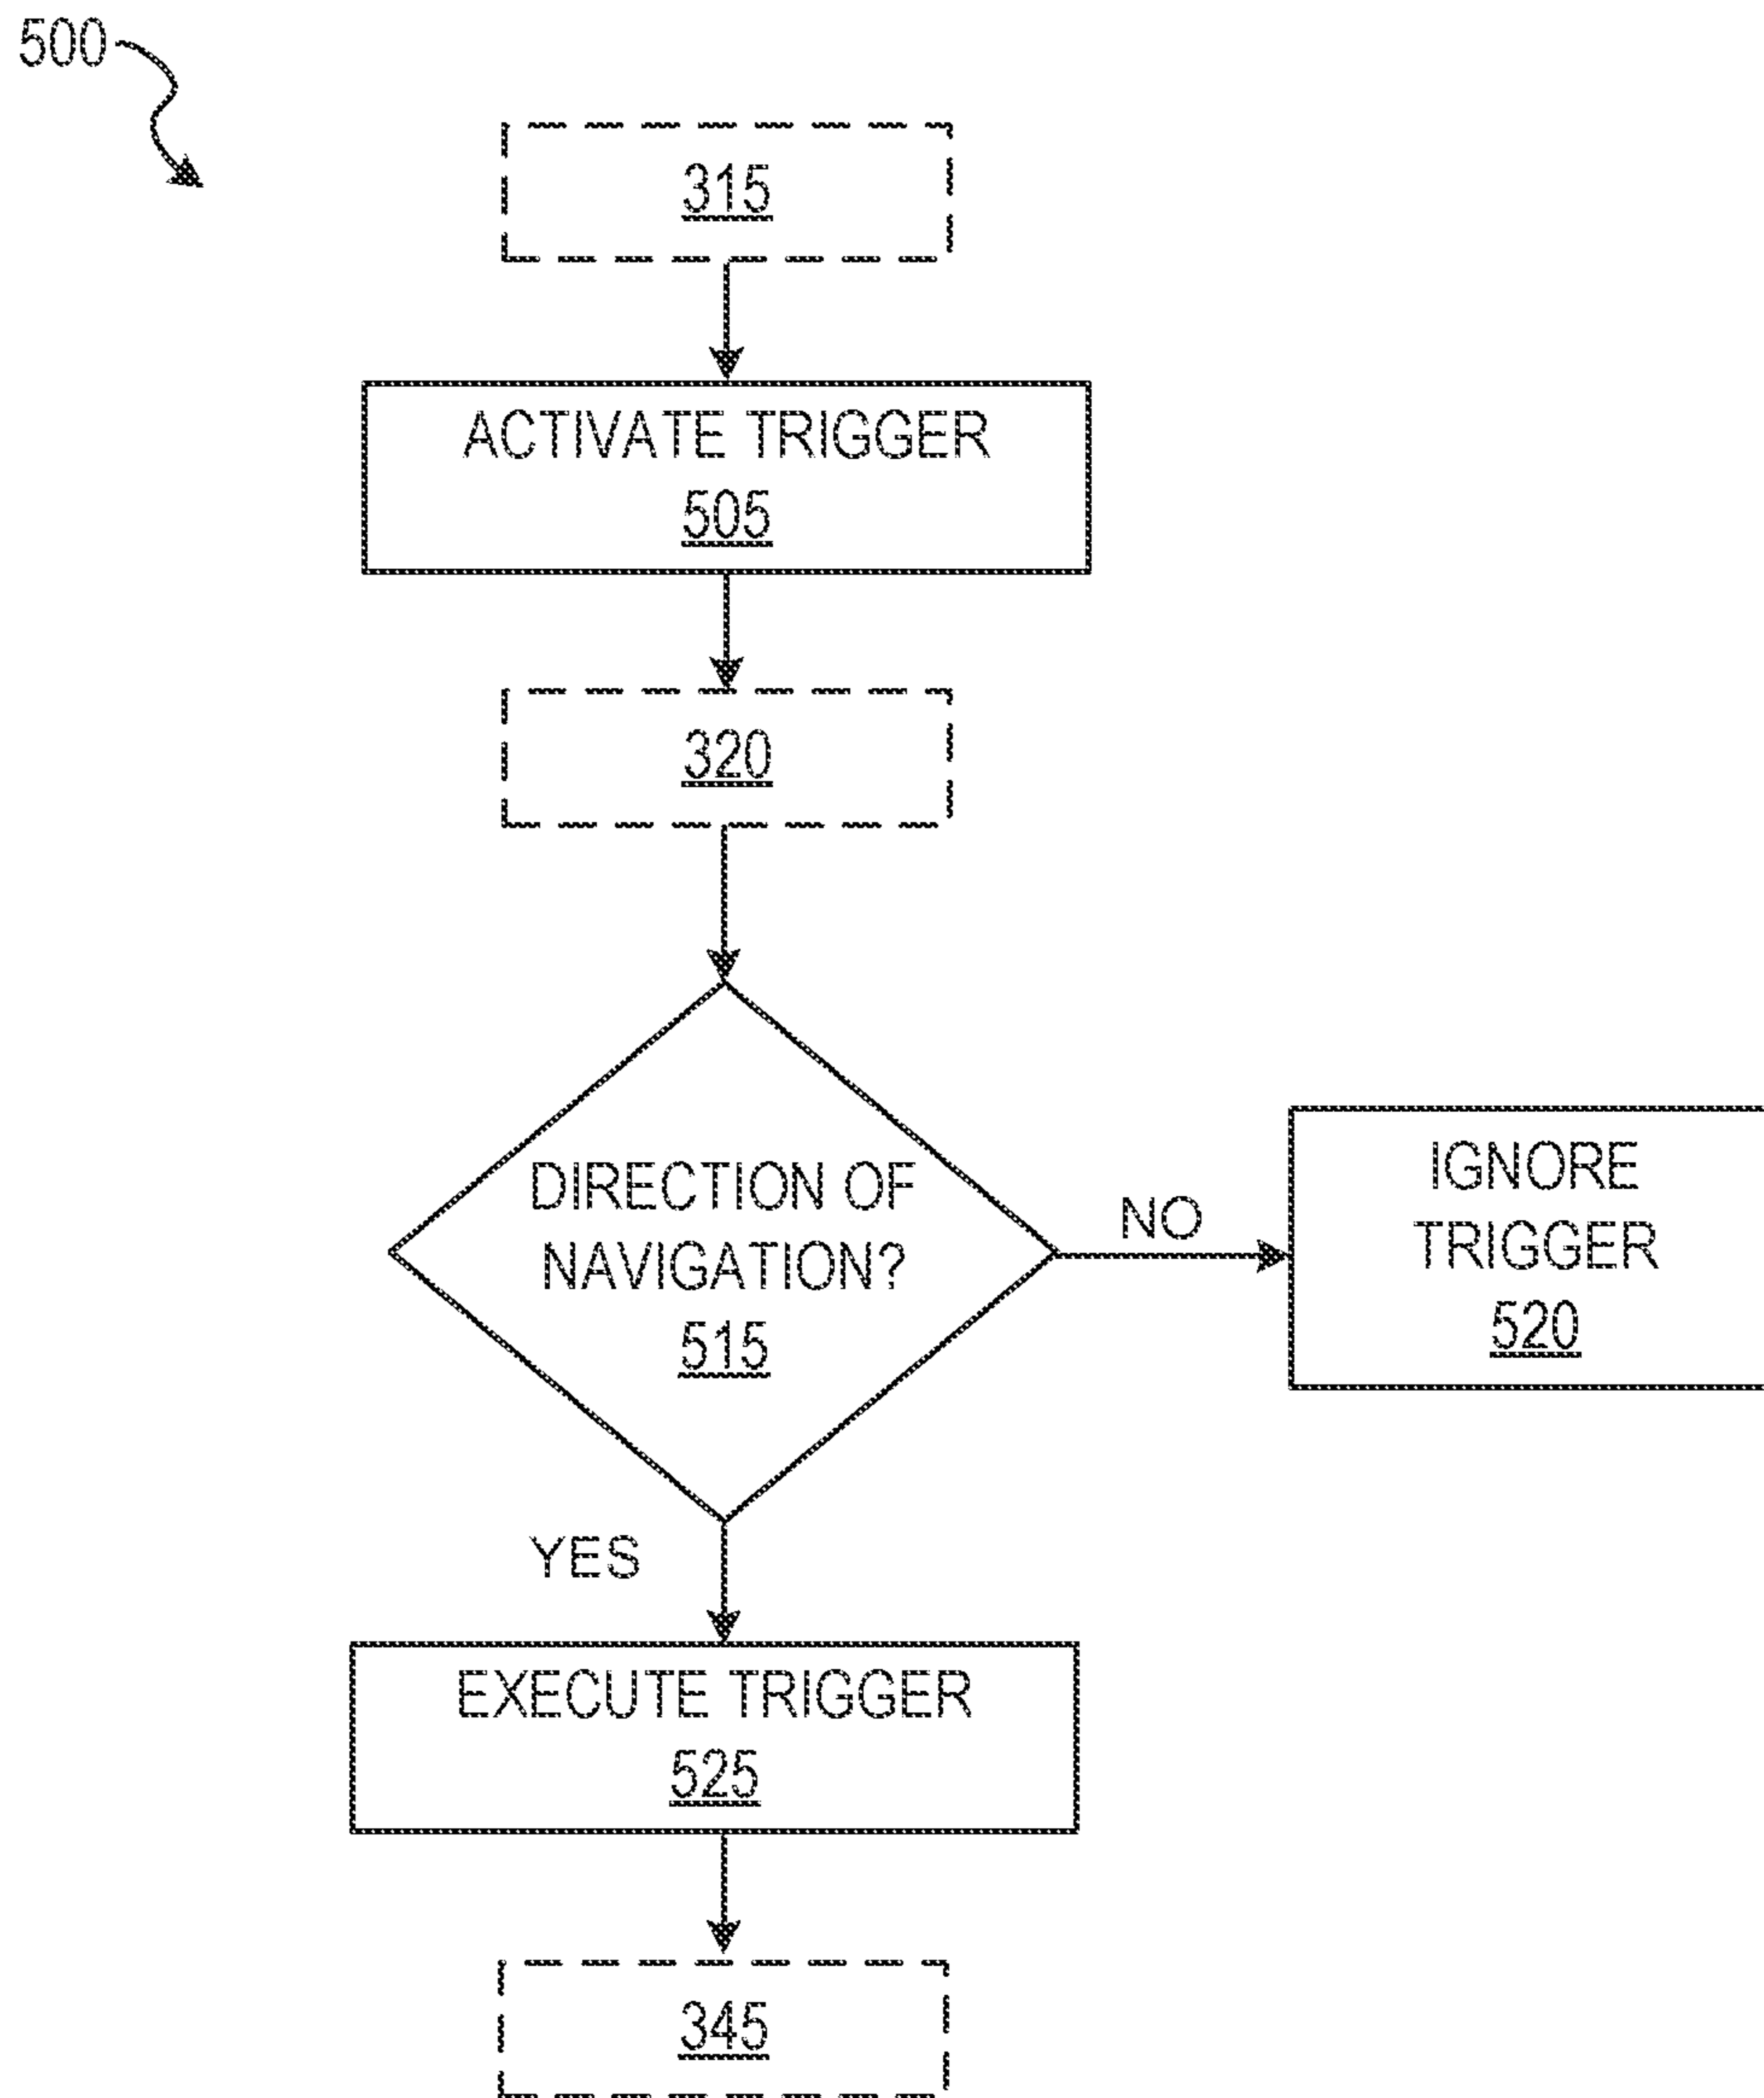 500
315
ACTIVATE TRIGGER
505
320
DIRECTION OF
NAVIGATION?
515
NO
IGNORE
TRIGGER
520
YES
EXECUTE TRIGGER
525
345